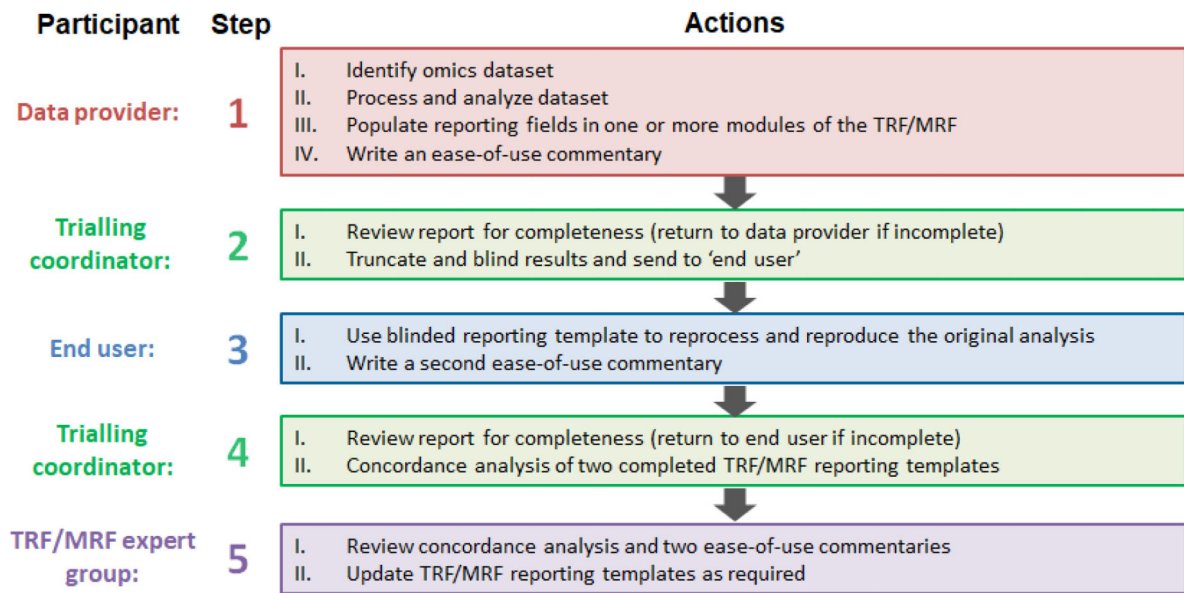 Participant Step Actions
Data provider: 1
I. Identify omics dataset
II. Process and analyze dataset
III. Populate reporting fields in one or more modules of the TRF/MRF
IV. Write an ease-of-use commentary
Trialling
coordinator: 2
I. Review report for completeness (return to data provider if incomplete)
II. Truncate and blind results and send to ‘end user’
End user: 3
I. Use blinded reporting template to reprocess and reproduce the original analysis
II. Write a second ease-of-use commentary
Trialling
coordinator: 4
I. Review report for completeness (return to end user if incomplete)
II. Concordance analysis of two completed TRF/MRF reporting templates
TRF/MRF expert
group: 5
I. Review concordance analysis and two ease-of-use commentaries
II. Update TRF/MRF reporting templates as required